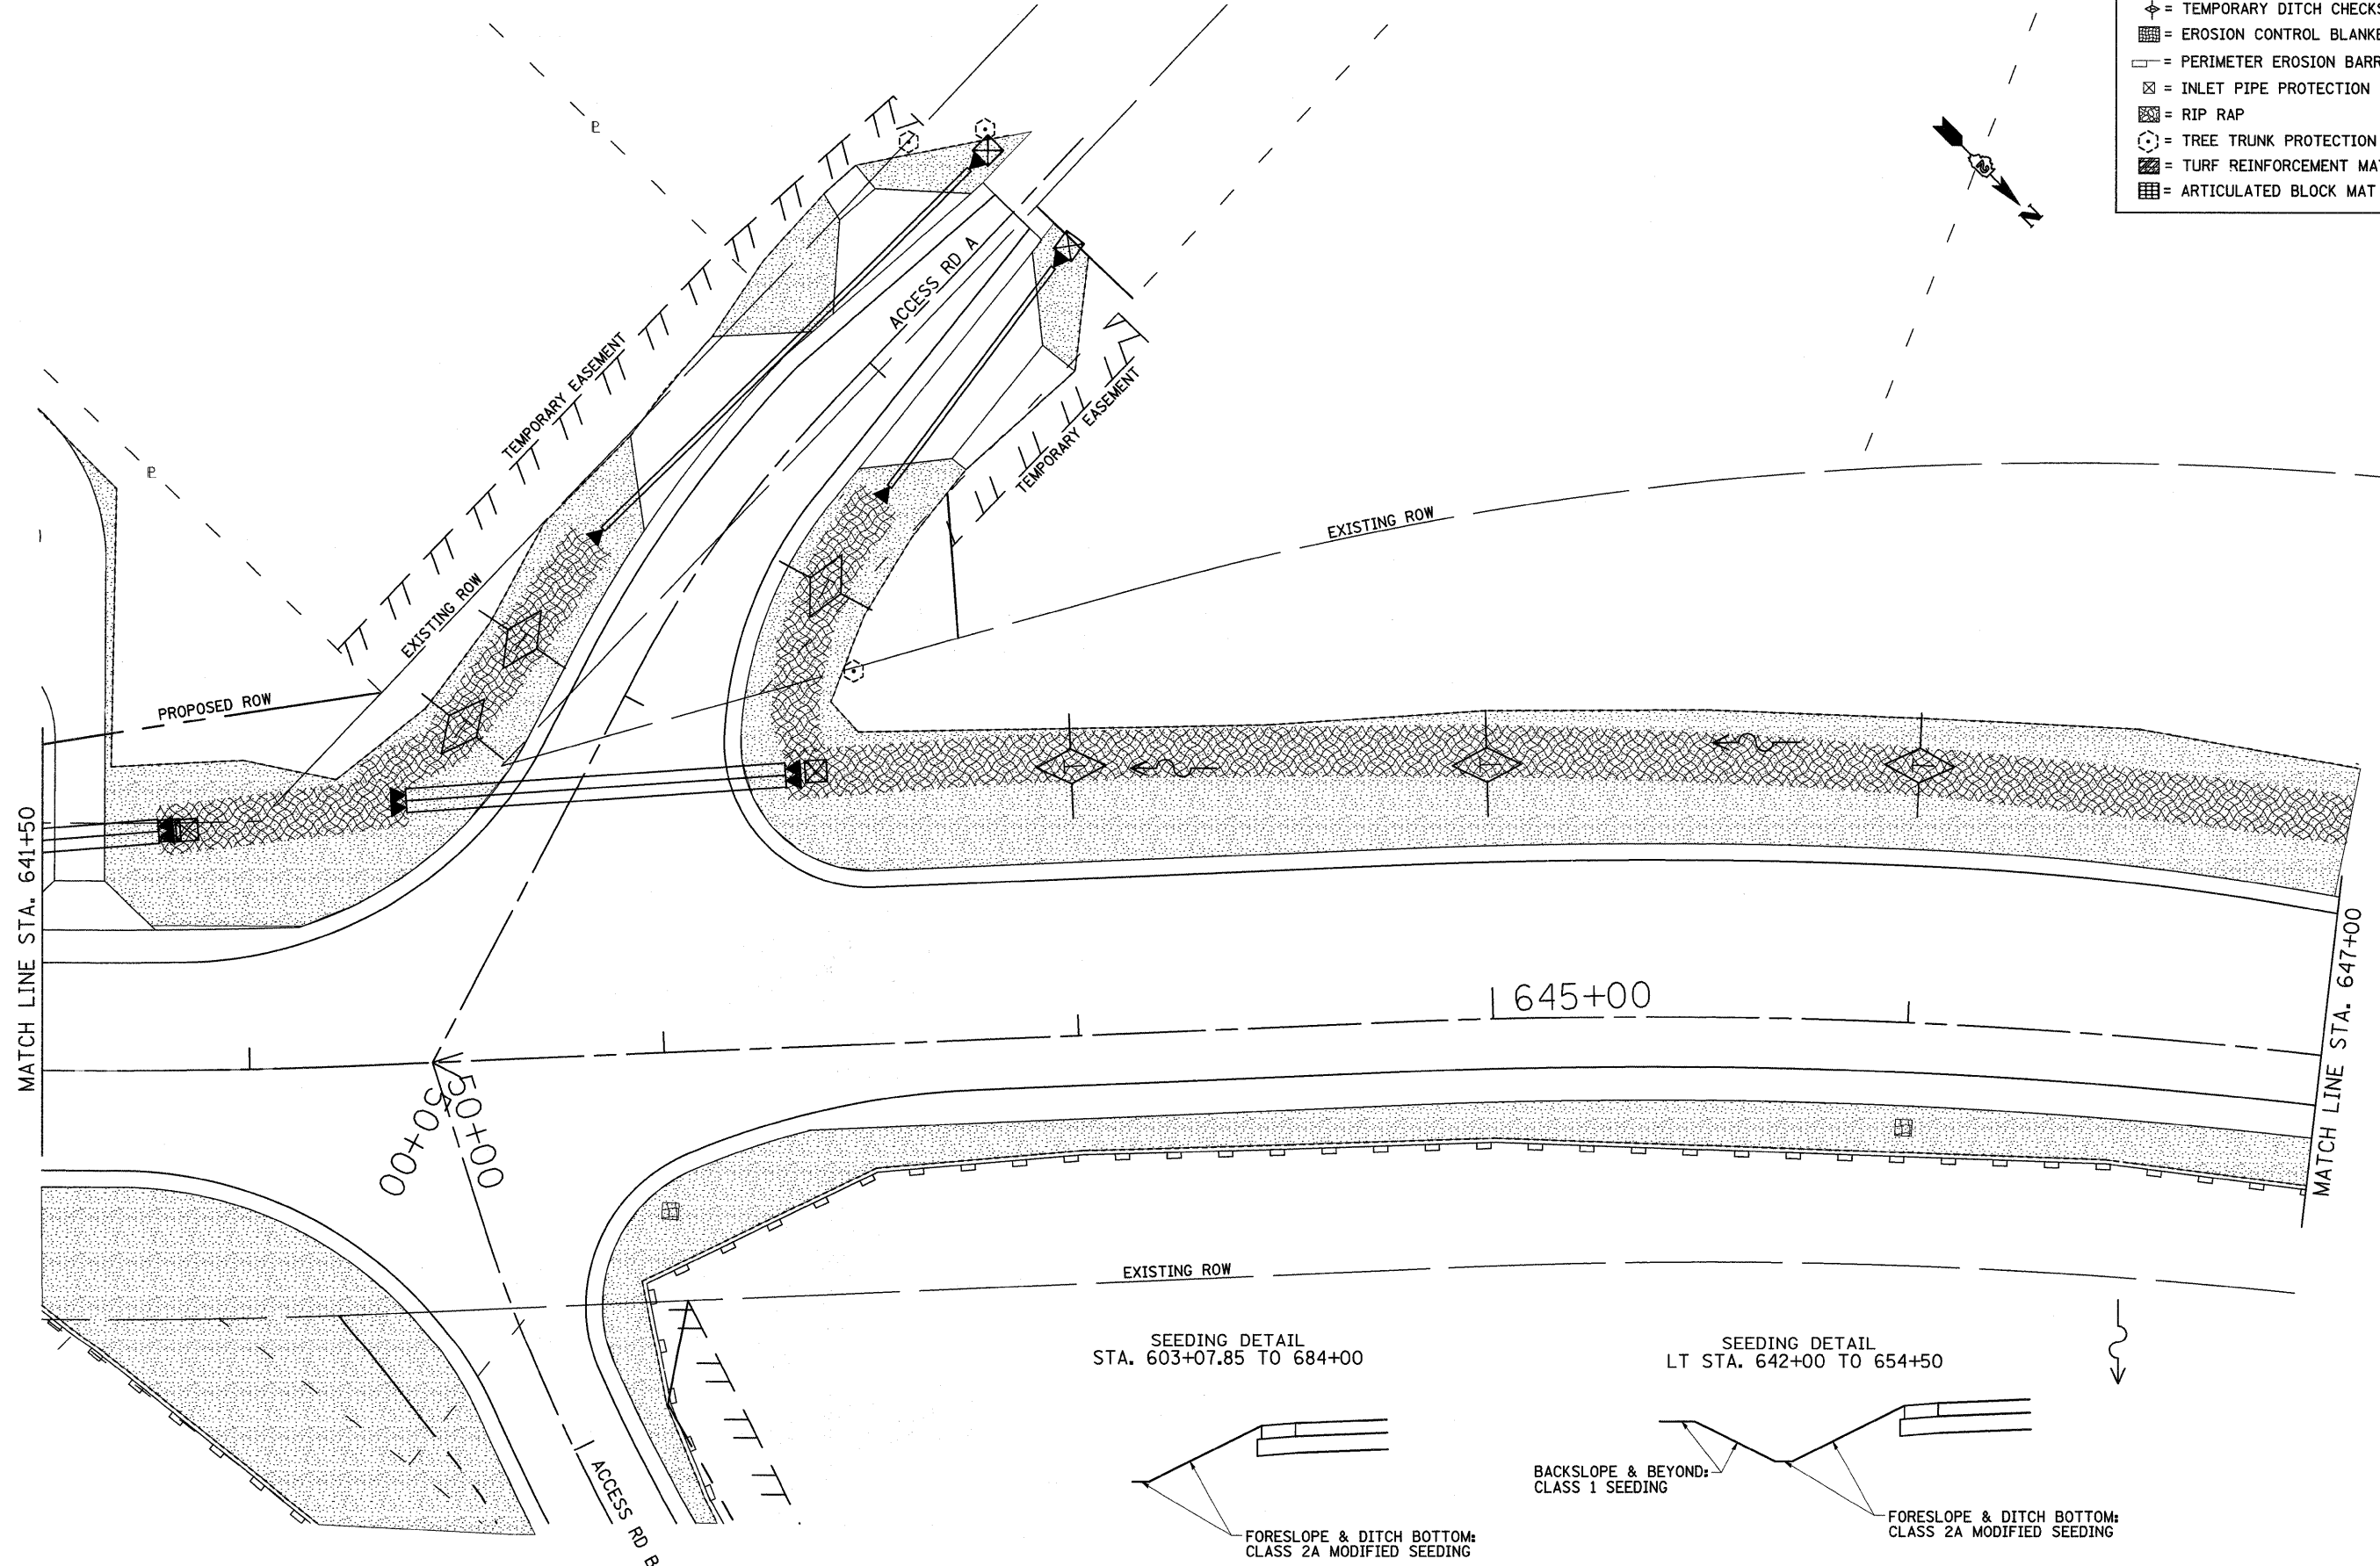 = TEMPORARY DITCH CHECKS
= EROSION CONTROL BLANKE
= PERIMETER EROSION BARR
= INLET PIPE PROTECTION
= RIP RAP
= TREE TRUNK PROTECTION
= TURF REINFORCEMENT MA
= ARTICULATED BLOCK MAT
N
P
P
ACCESS RD A
TEMPORARY EASEMENT
TEMPORARY EASEMENT
EXISTING ROW
EXISTING ROW
PROPOSED ROW
MATCH LINE STA. 641+50
645+00
MATCH LINE STA. 647+00
50+00
50+00
EXISTING ROW
ACCESS RD B
SEEDING DETAIL
STA. 603+07.85 TO 684+00
FORESLOPE & DITCH BOTTOM:
CLASS 2A MODIFIED SEEDING
SEEDING DETAIL
LT STA. 642+00 TO 654+50
BACKSLOPE & BEYOND:
CLASS 1 SEEDING
FORESLOPE & DITCH BOTTOM:
CLASS 2A MODIFIED SEEDING